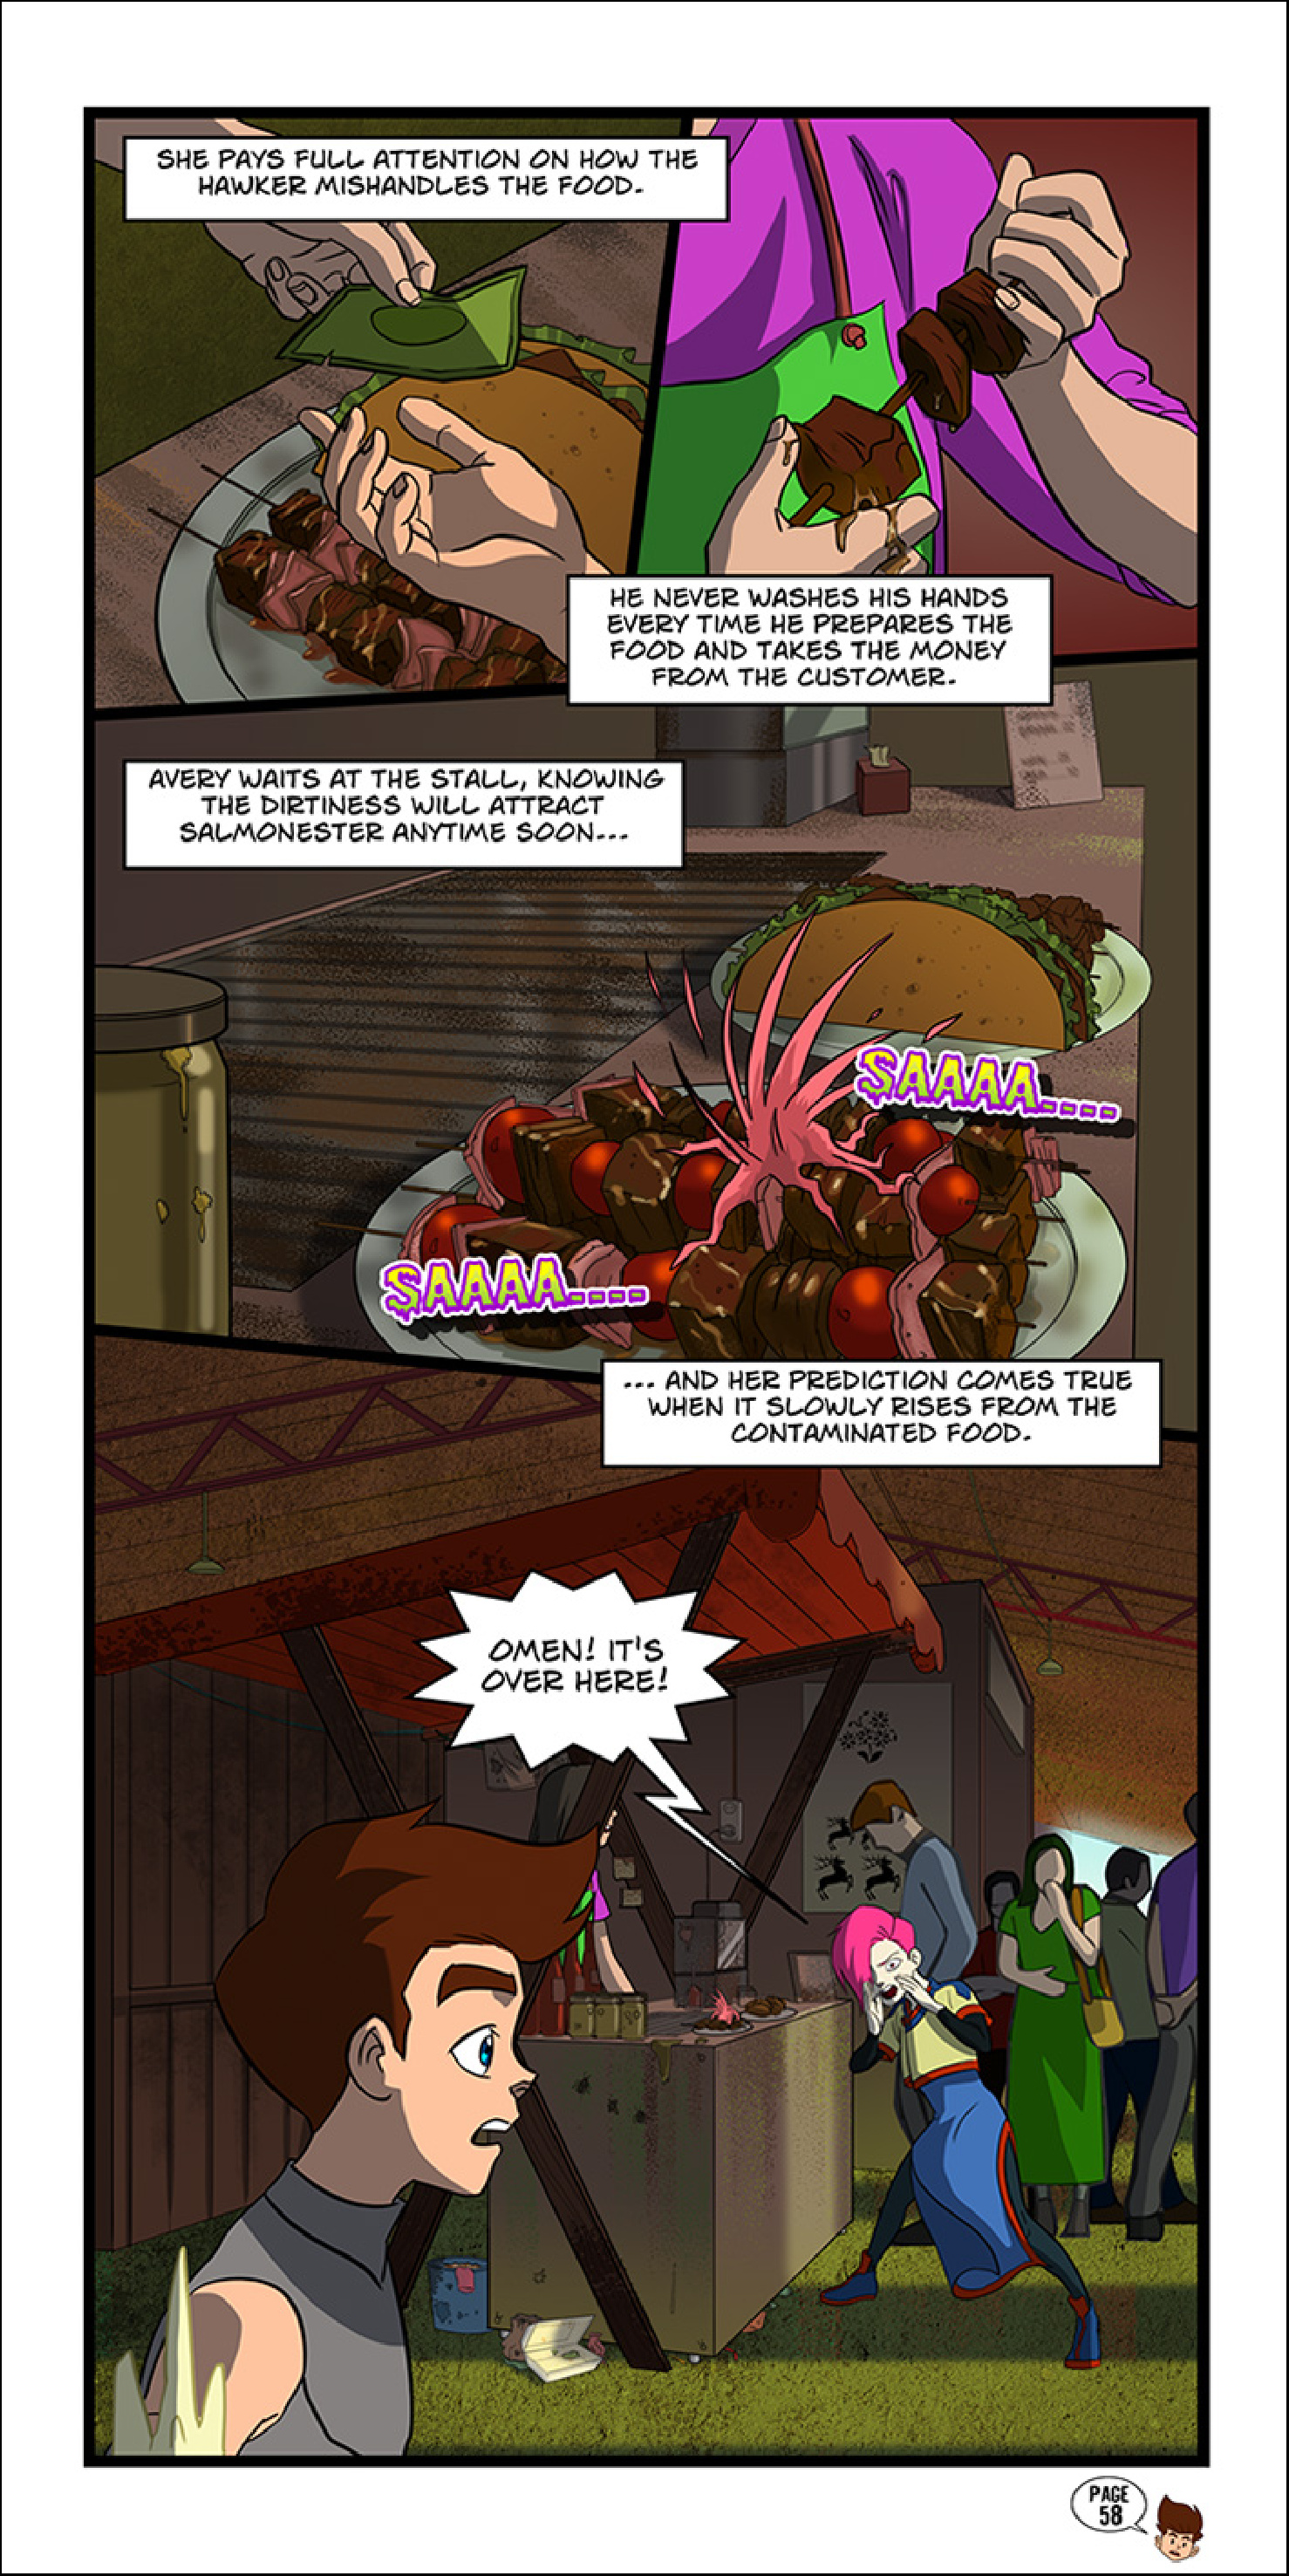 SHE PAYS FULL ATTENTION ON HOW THE
HAWKER MISHANDLES THE FOOD.
HE NEVER WASHES HIS HANDS
EVERY TIME HE PREPARES THE
FOOD AND TAKES THE MONEY
FROM THE CUSTOMER.
AVERY WAITS AT THE STALL, KNOWING
THE DIRTINESS WILL ATTRACT
SALMONESTER ANYTIME SOON...
SAAAA....
SAAAA....
... AND HER PREDICTION COMES TRUE
WHEN IT SLOWLY RISES FROM THE
CONTAMINATED FOOD.
OMEN! IT'S
OVER HERE!
PAGE
58